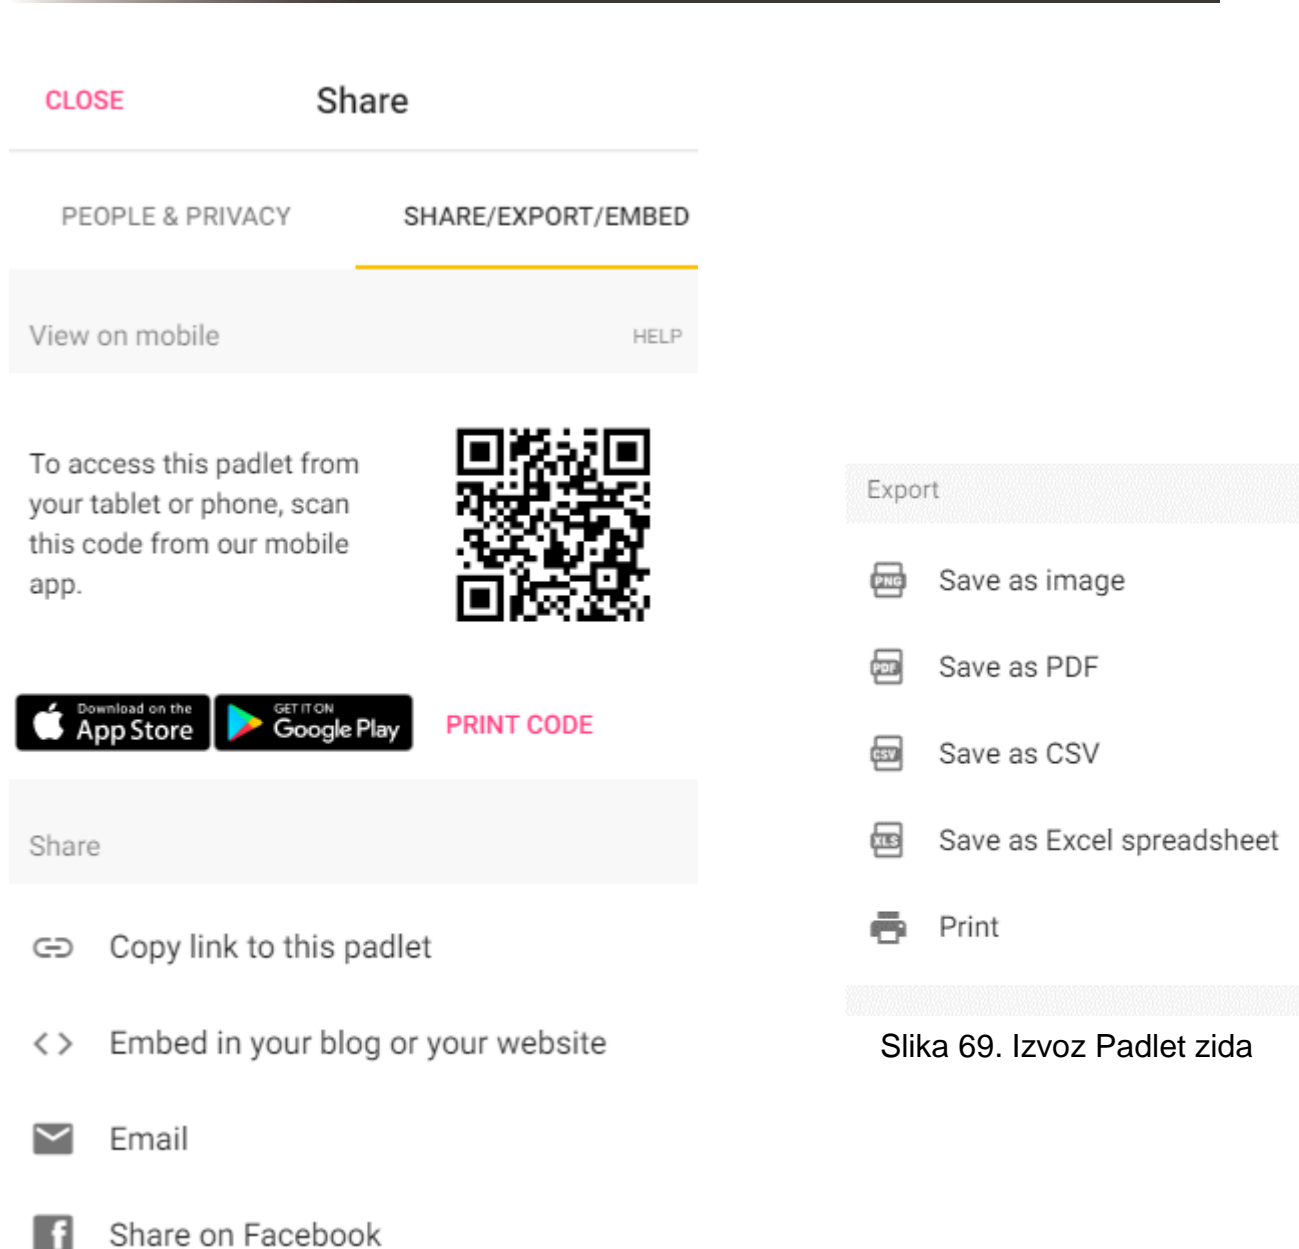 CLOSE
Share
PEOPLE & PRIVACY
SHARE/EXPORT/EMBED
View on mobile
HELP
To access this padlet from
your tablet or phone, scan
this code from our mobile
app.
Download on the
App Store
GET IT ON
Google Play
PRINT CODE
Share
Copy link to this padlet
Embed in your blog or your website
Email
Share on Facebook
Export
PNG
Save as image
PDF
Save as PDF
CSV
Save as CSV
XLS
Save as Excel spreadsheet
Print
Slika 69. Izvoz Padlet zida